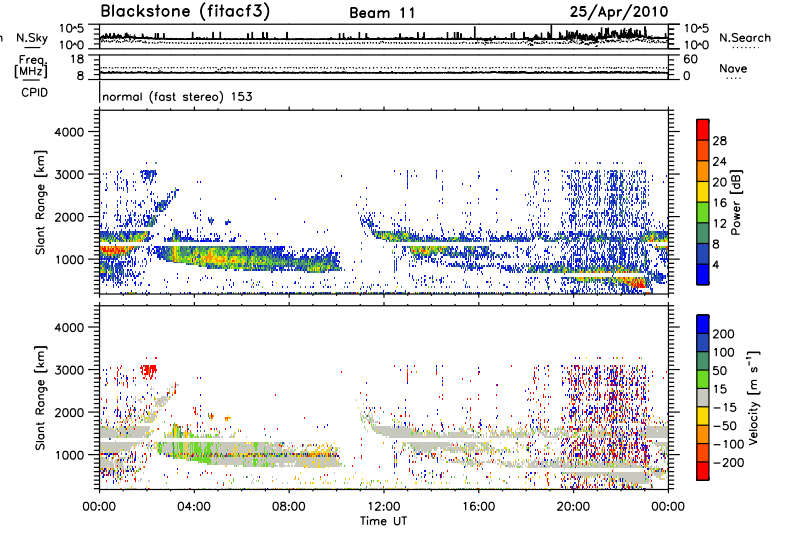 Blackstone (fitacf3) Beam 11 25/Apr/2010
N.Sky 10^5 10^0 10^5 10^0 N.Search
Freq. [MHz] 18 8 60 0 Nave
CPID normal (fast stereo) 153
Slant Range [km] 4000 3000 2000 1000
28 24 20 16 12 8 4 Power [dB]
Slant Range [km] 4000 3000 2000 1000
200 100 50 15 −15 −50 −100 −200 Velocity [m s⁻¹]
00:00 04:00 08:00 12:00 16:00 20:00 00:00
Time UT